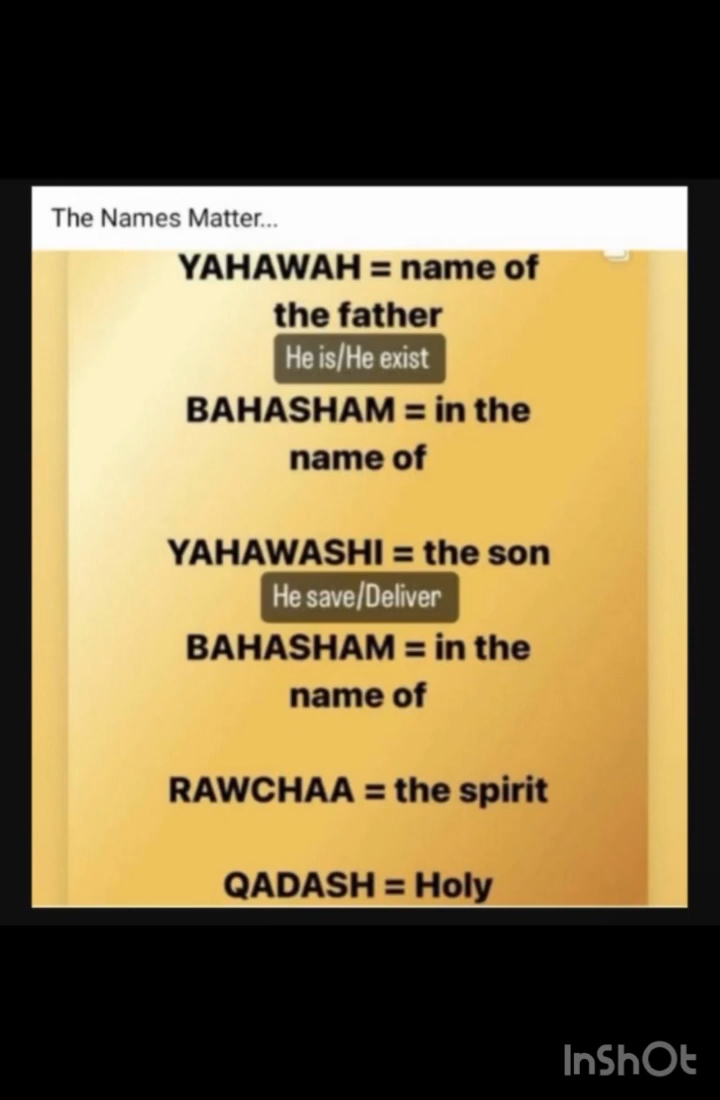 The Names Matter...
YAHAWAH = name of
the father
He is/He exist
BAHASHAM = in the
name of
YAHAWASHI = the son
He save/Deliver
BAHASHAM = in the
name of
RAWCHAA = the spirit
QADASH = Holy
InShOt